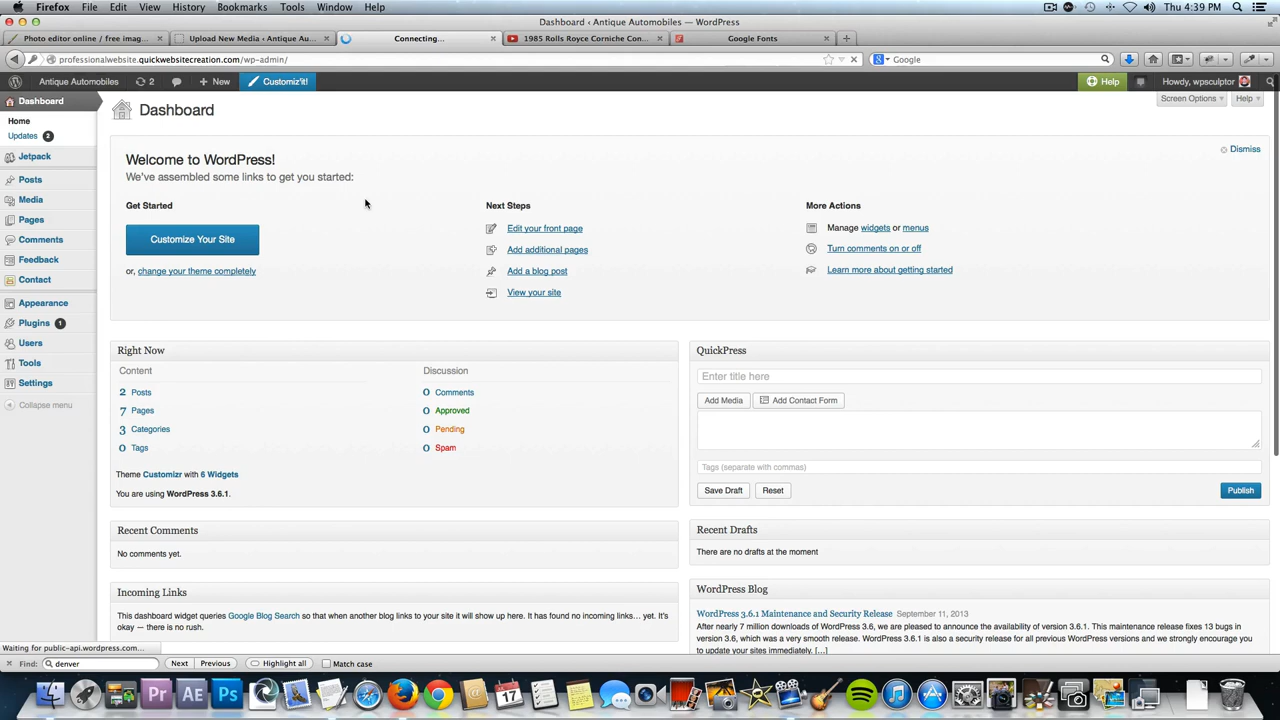 Firefox File Edit View History Bookmarks Tools Window Help Thu 4:39 PM
Dashboard ‹ Antique Automobiles — WordPress
Photo editor online / free imag... Upload New Media ‹ Antique Au... Connecting... 1985 Rolls Royce Corniche Con... Google Fonts
professionalwebsite.quickwebsitecreation.com/wp-admin/ Google
Antique Automobiles 2 + New Customiz'it! Help Howdy, wpsculptor
Dashboard
Screen Options Help
Home
Updates 2
Jetpack
Posts
Media
Pages
Comments
Feedback
Contact
Appearance
Plugins 1
Users
Tools
Settings
Collapse menu
Dashboard
Welcome to WordPress!
Dismiss
We've assembled some links to get you started:
Get Started
Customize Your Site
or, change your theme completely
Next Steps
Edit your front page
Add additional pages
Add a blog post
View your site
More Actions
Manage widgets or menus
Turn comments on or off
Learn more about getting started
Right Now
Content
2 Posts
7 Pages
3 Categories
0 Tags
Discussion
0 Comments
0 Approved
0 Pending
0 Spam
Theme Customizr with 6 Widgets
You are using WordPress 3.6.1.
Recent Comments
No comments yet.
Incoming Links
This dashboard widget queries Google Blog Search so that when another blog links to your site it will show up here. It has found no incoming links... yet. It's
okay — there is no rush.
QuickPress
Enter title here
Add Media Add Contact Form
Tags (separate with commas)
Save Draft Reset Publish
Recent Drafts
There are no drafts at the moment
WordPress Blog
WordPress 3.6.1 Maintenance and Security Release September 11, 2013
After nearly 7 million downloads of WordPress 3.6, we are pleased to announce the availability of version 3.6.1. This maintenance release fixes 13 bugs in
version 3.6, which was a very smooth release. WordPress 3.6.1 is also a security release for all previous WordPress versions and we strongly encourage you
to update your sites immediately. [...]
Waiting for public-api.wordpress.com...
Find: denver Next Previous Highlight all Match case
Pr AE Ps 17